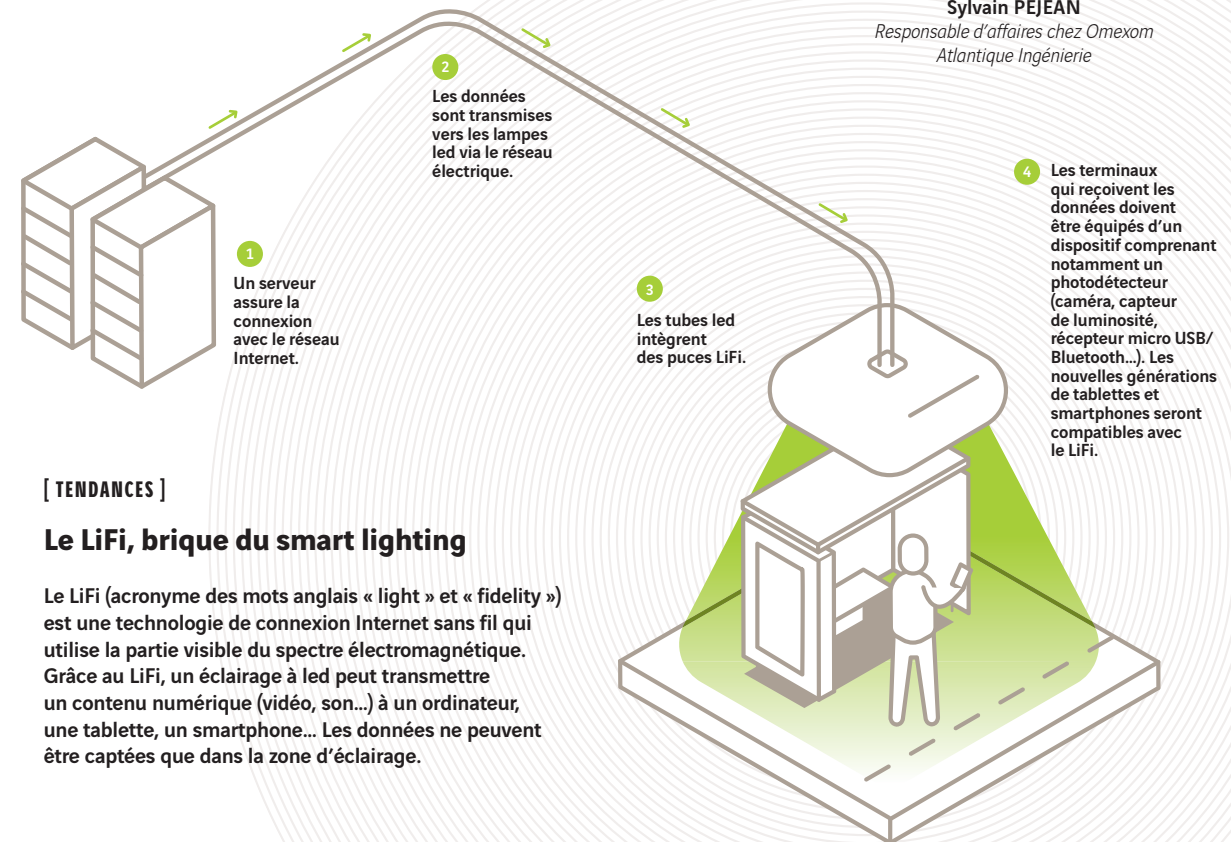 Sylvain PEJEAN
Responsable d'affaires chez Omexom
Atlantique Ingénierie
2
Les données
sont transmises
vers les lampes
led via le réseau
électrique.
1
Un serveur
assure la
connexion
avec le réseau
Internet.
3
Les tubes led
intègrent
des puces LiFi.
4
Les terminaux
qui reçoivent les
données doivent
être équipés d'un
dispositif comprenant
notamment un
photodétecteur
(caméra, capteur
de luminosité,
récepteur micro USB/
Bluetooth...). Les
nouvelles générations
de tablettes et
smartphones seront
compatibles avec
le LiFi.
[ TENDANCES ]
Le LiFi, brique du smart lighting
Le LiFi (acronyme des mots anglais « light » et « fidelity »)
est une technologie de connexion Internet sans fil qui
utilise la partie visible du spectre électromagnétique.
Grâce au LiFi, un éclairage à led peut transmettre
un contenu numérique (vidéo, son...) à un ordinateur,
une tablette, un smartphone... Les données ne peuvent
être captées que dans la zone d'éclairage.